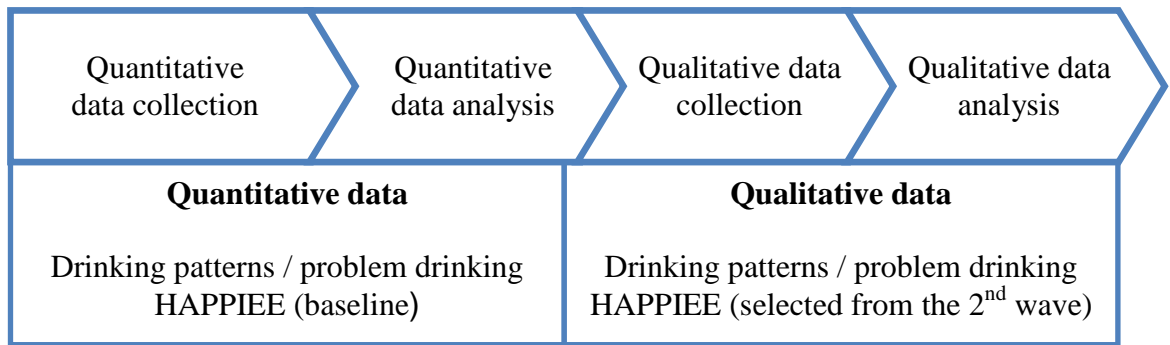 Quantitative
data collection
Quantitative
data analysis
Qualitative data
collection
Qualitative data
analysis
Quantitative data
Drinking patterns / problem drinking
HAPPIEE (baseline)
Qualitative data
Drinking patterns / problem drinking
HAPPIEE (selected from the 2nd wave)